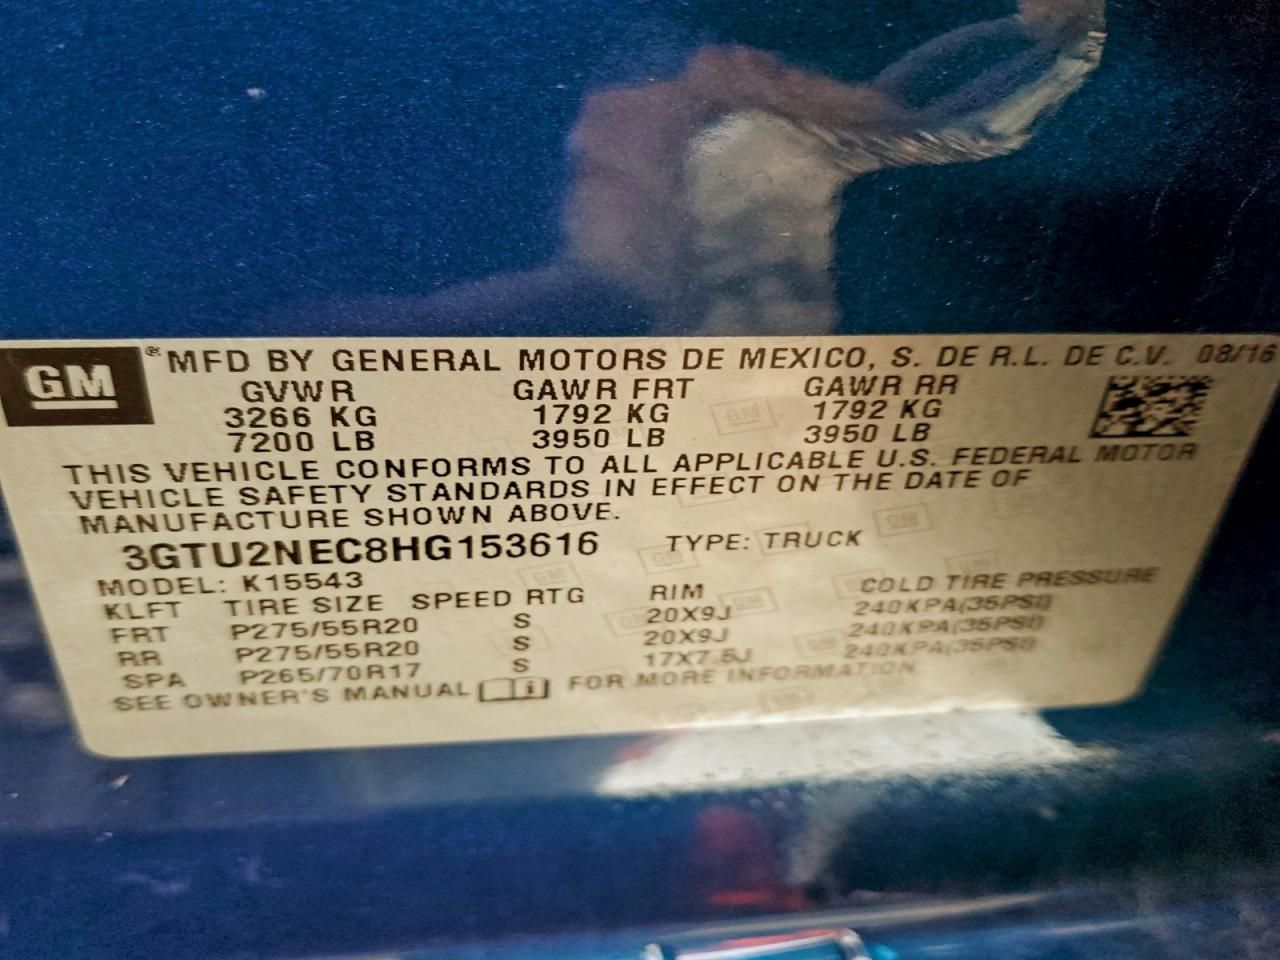 GM ® MFD BY GENERAL MOTORS DE MEXICO, S. DE R.L. DE C.V. 08/16
GVWR GAWR FRT GAWR RR
3266 KG 1792 KG 1792 KG
7200 LB 3950 LB 3950 LB
THIS VEHICLE CONFORMS TO ALL APPLICABLE U.S. FEDERAL MOTOR
VEHICLE SAFETY STANDARDS IN EFFECT ON THE DATE OF
MANUFACTURE SHOWN ABOVE.
3GTU2NEC8HG153616 TYPE: TRUCK
MODEL: K15543
KLFT TIRE SIZE SPEED RTG RIM COLD TIRE PRESSURE
FRT P275/55R20 S 20X9J 240KPA(35PSI)
RR P275/55R20 S 20X9J 240KPA(35PSI)
SPA P265/70R17 S 17X7.5J 240KPA(35PSI)
SEE OWNER'S MANUAL i FOR MORE INFORMATION.